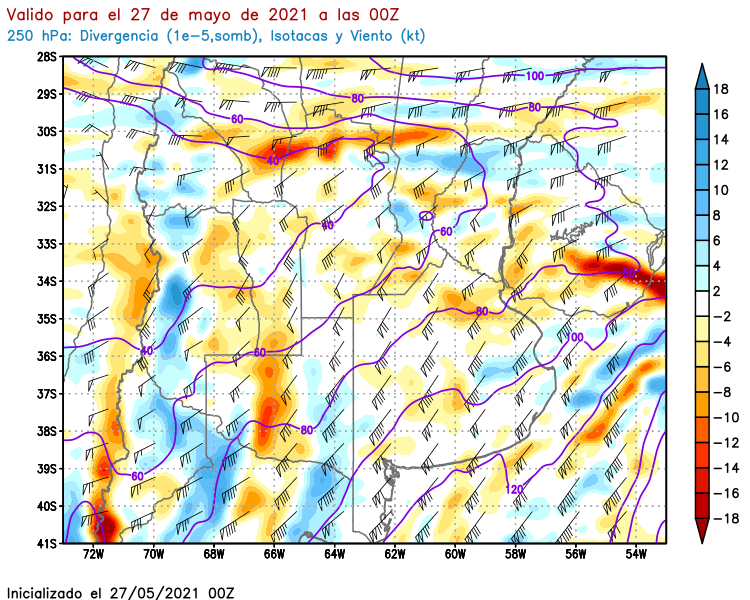 Valido para el 27 de mayo de 2021 a las 00Z
250 hPa: Divergencia (1e-5,somb), Isotacas y Viento (kt)
28S
29S
30S
31S
32S
33S
34S
35S
36S
37S
38S
39S
40S
41S
100
80
80
60
40
40
60
80
80
100
60
40
80
60
120
18
16
14
12
10
8
6
4
2
-2
-4
-6
-8
-10
-12
-14
-16
-18
72W 70W 68W 66W 64W 62W 60W 58W 56W 54W
Inicializado el 27/05/2021 00Z